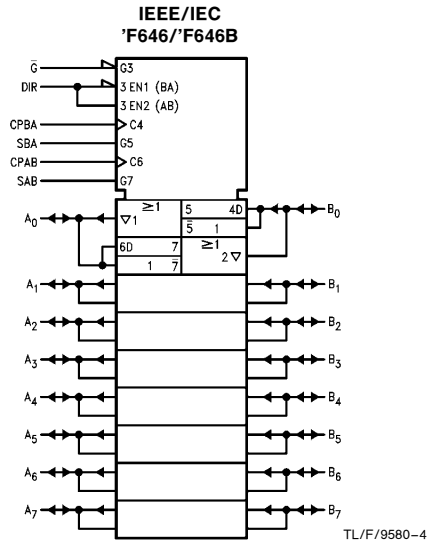 IEEE/IEC
'F646/'F646B
G̅ G3
DIR 3 EN1 (BA)
3 EN2 (AB)
CPBA C4
SBA G5
CPAB C6
SAB G7
A₀ ≥1 5 4D B₀
▽1 5̅ 1
6D 7 ≥1
1 7̅ 2▽
A₁ B₁
A₂ B₂
A₃ B₃
A₄ B₄
A₅ B₅
A₆ B₆
A₇ B₇
TL/F/9580–4